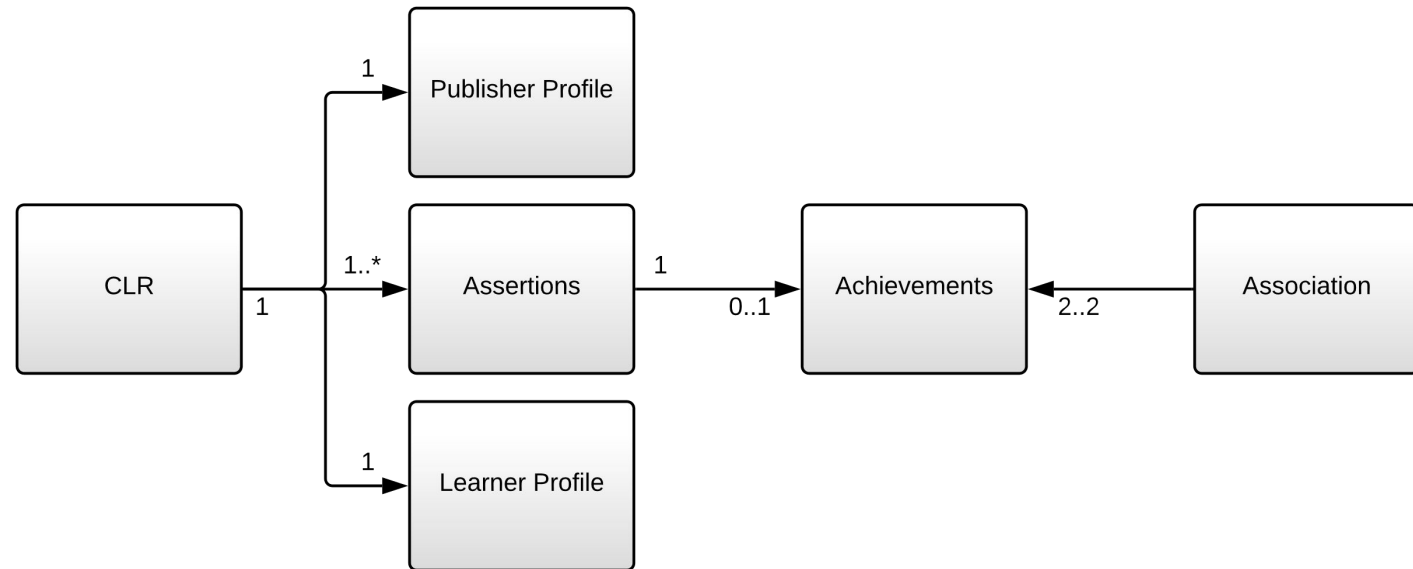 1
Publisher Profile
CLR
1
1..*
Assertions
1
0..1
Achievements
2..2
Association
1
Learner Profile